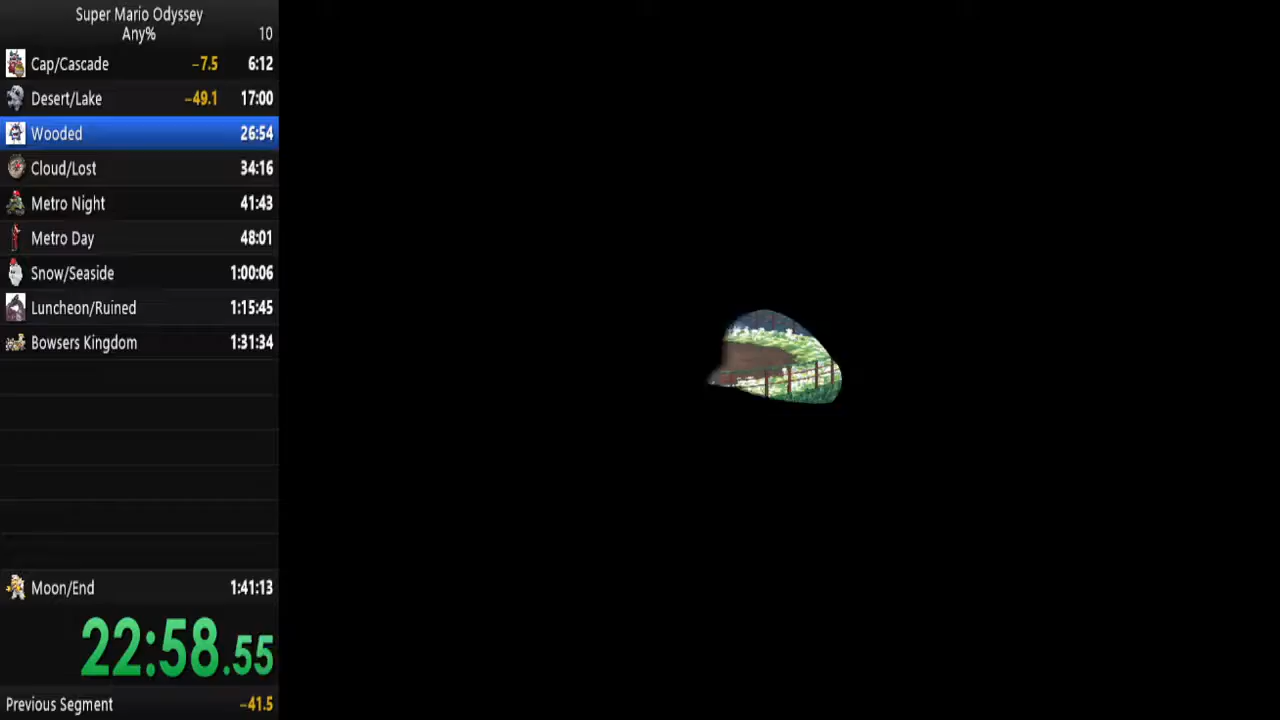 Super Mario Odyssey
Any% 10
Cap/Cascade −7.5 6:12
Desert/Lake −49.1 17:00
Wooded 26:54
Cloud/Lost 34:16
Metro Night 41:43
Metro Day 48:01
Snow/Seaside 1:00:06
Luncheon/Ruined 1:15:45
Bowsers Kingdom 1:31:34
Moon/End 1:41:13
22:58.55
Previous Segment −41.5